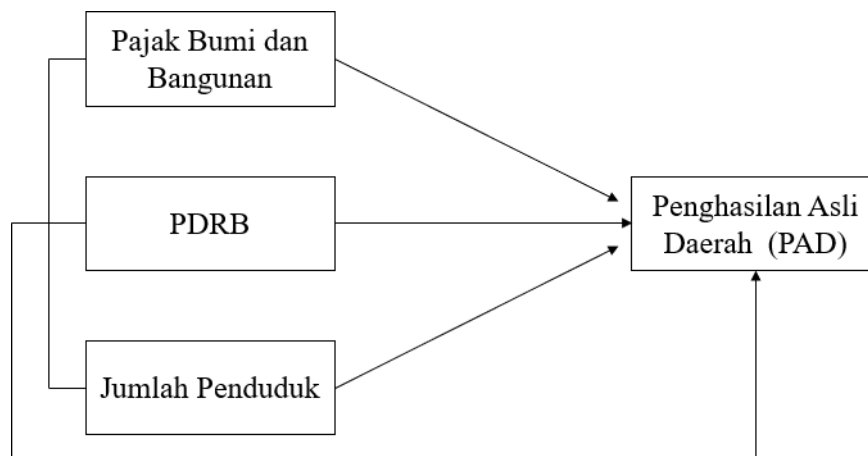 Pajak Bumi dan
Bangunan
PDRB
Penghasilan Asli
Daerah (PAD)
Jumlah Penduduk